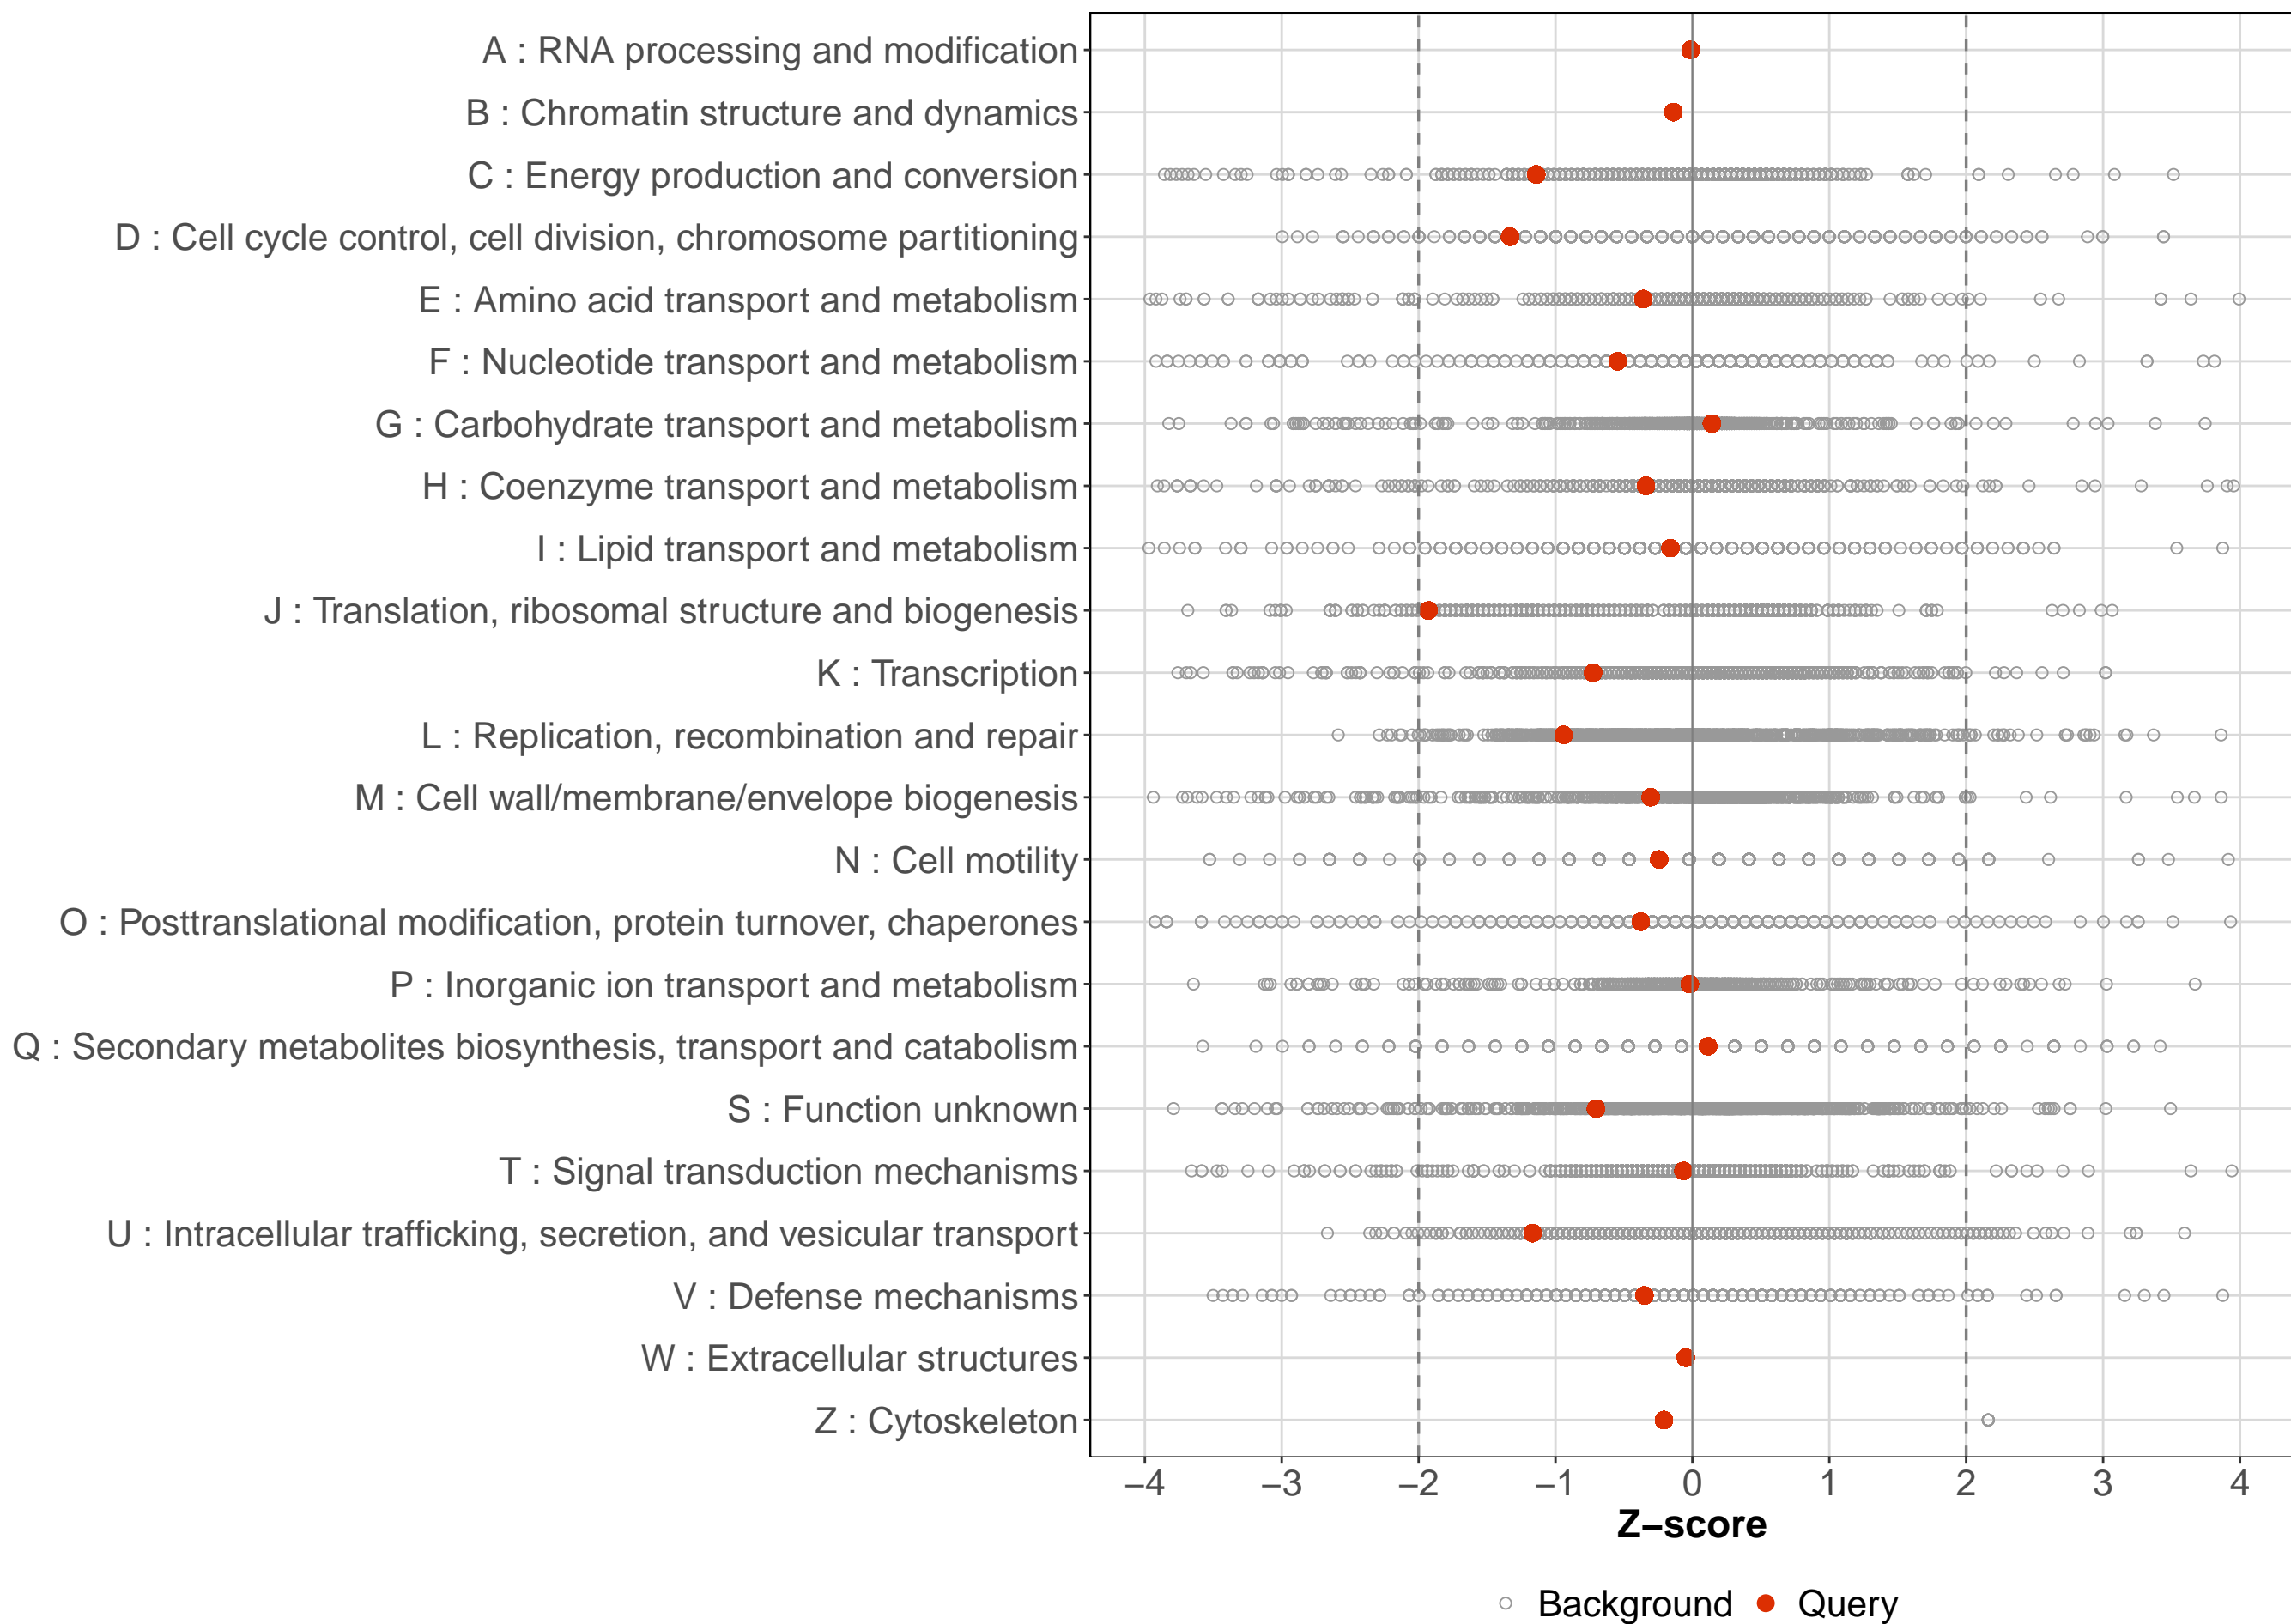 A : RNA processing and modification
B : Chromatin structure and dynamics
C : Energy production and conversion
D : Cell cycle control, cell division, chromosome partitioning
E : Amino acid transport and metabolism
F : Nucleotide transport and metabolism
G : Carbohydrate transport and metabolism
H : Coenzyme transport and metabolism
I : Lipid transport and metabolism
J : Translation, ribosomal structure and biogenesis
K : Transcription
L : Replication, recombination and repair
M : Cell wall/membrane/envelope biogenesis
N : Cell motility
O : Posttranslational modification, protein turnover, chaperones
P : Inorganic ion transport and metabolism
Q : Secondary metabolites biosynthesis, transport and catabolism
S : Function unknown
T : Signal transduction mechanisms
U : Intracellular trafficking, secretion, and vesicular transport
V : Defense mechanisms
W : Extracellular structures
Z : Cytoskeleton
−4 −3 −2 −1 0 1 2 3 4
Z−score
Background Query